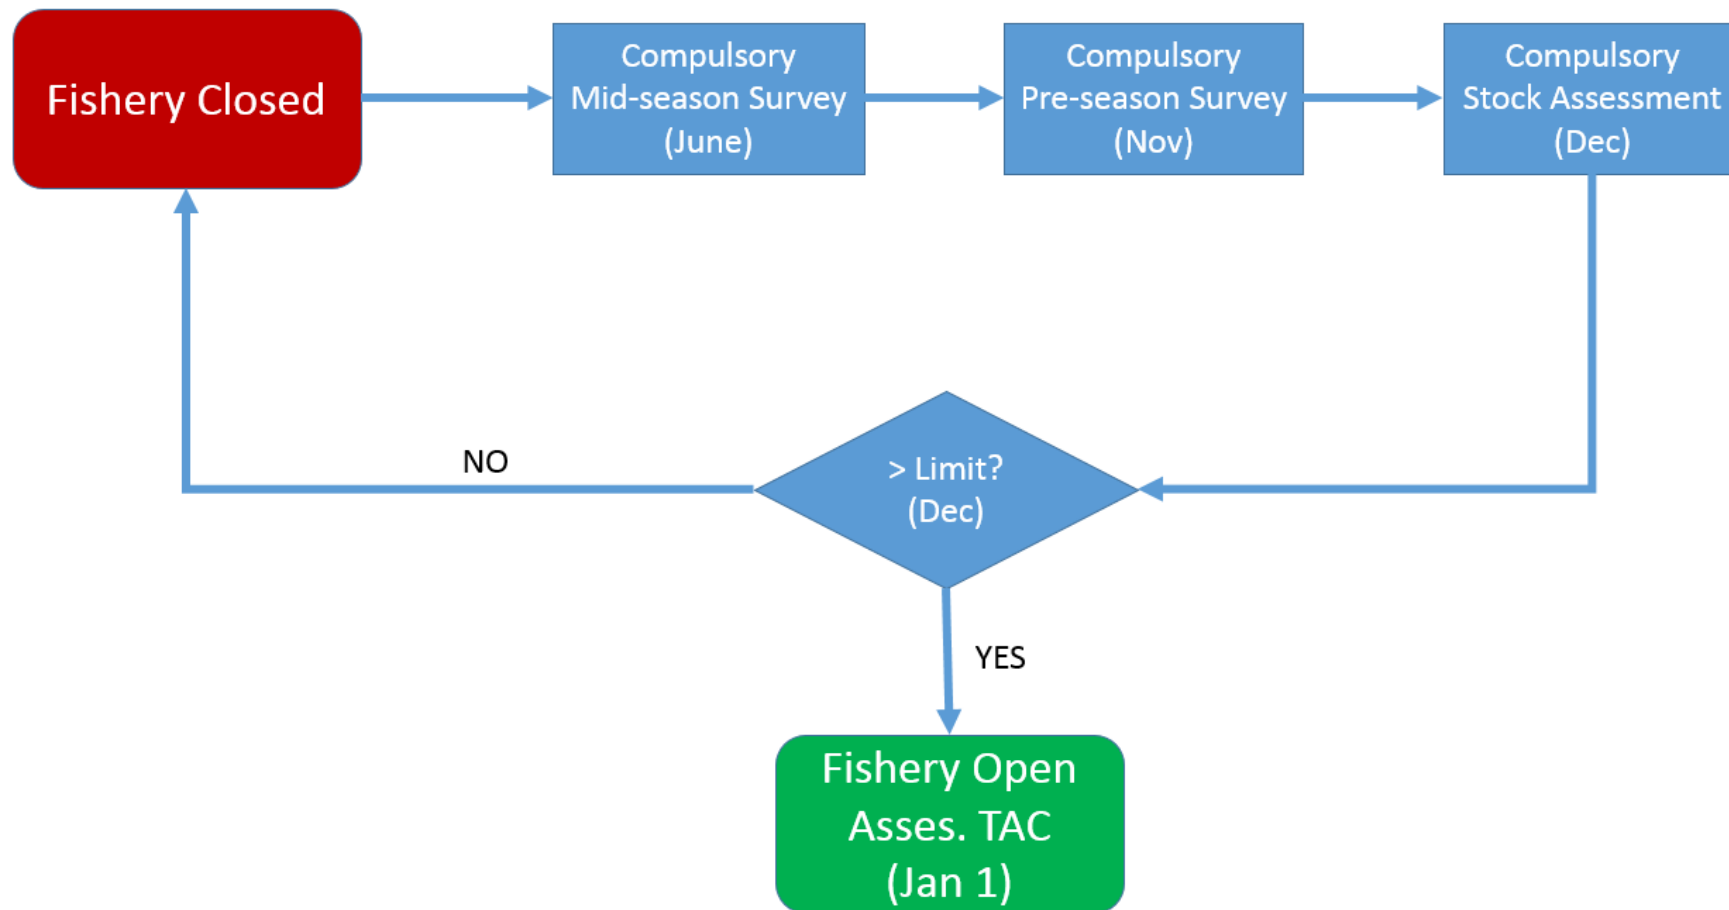 Fishery Closed
Compulsory
Mid-season Survey
(June)
Compulsory
Pre-season Survey
(Nov)
Compulsory
Stock Assessment
(Dec)
NO
> Limit?
(Dec)
YES
Fishery Open
Asses. TAC
(Jan 1)